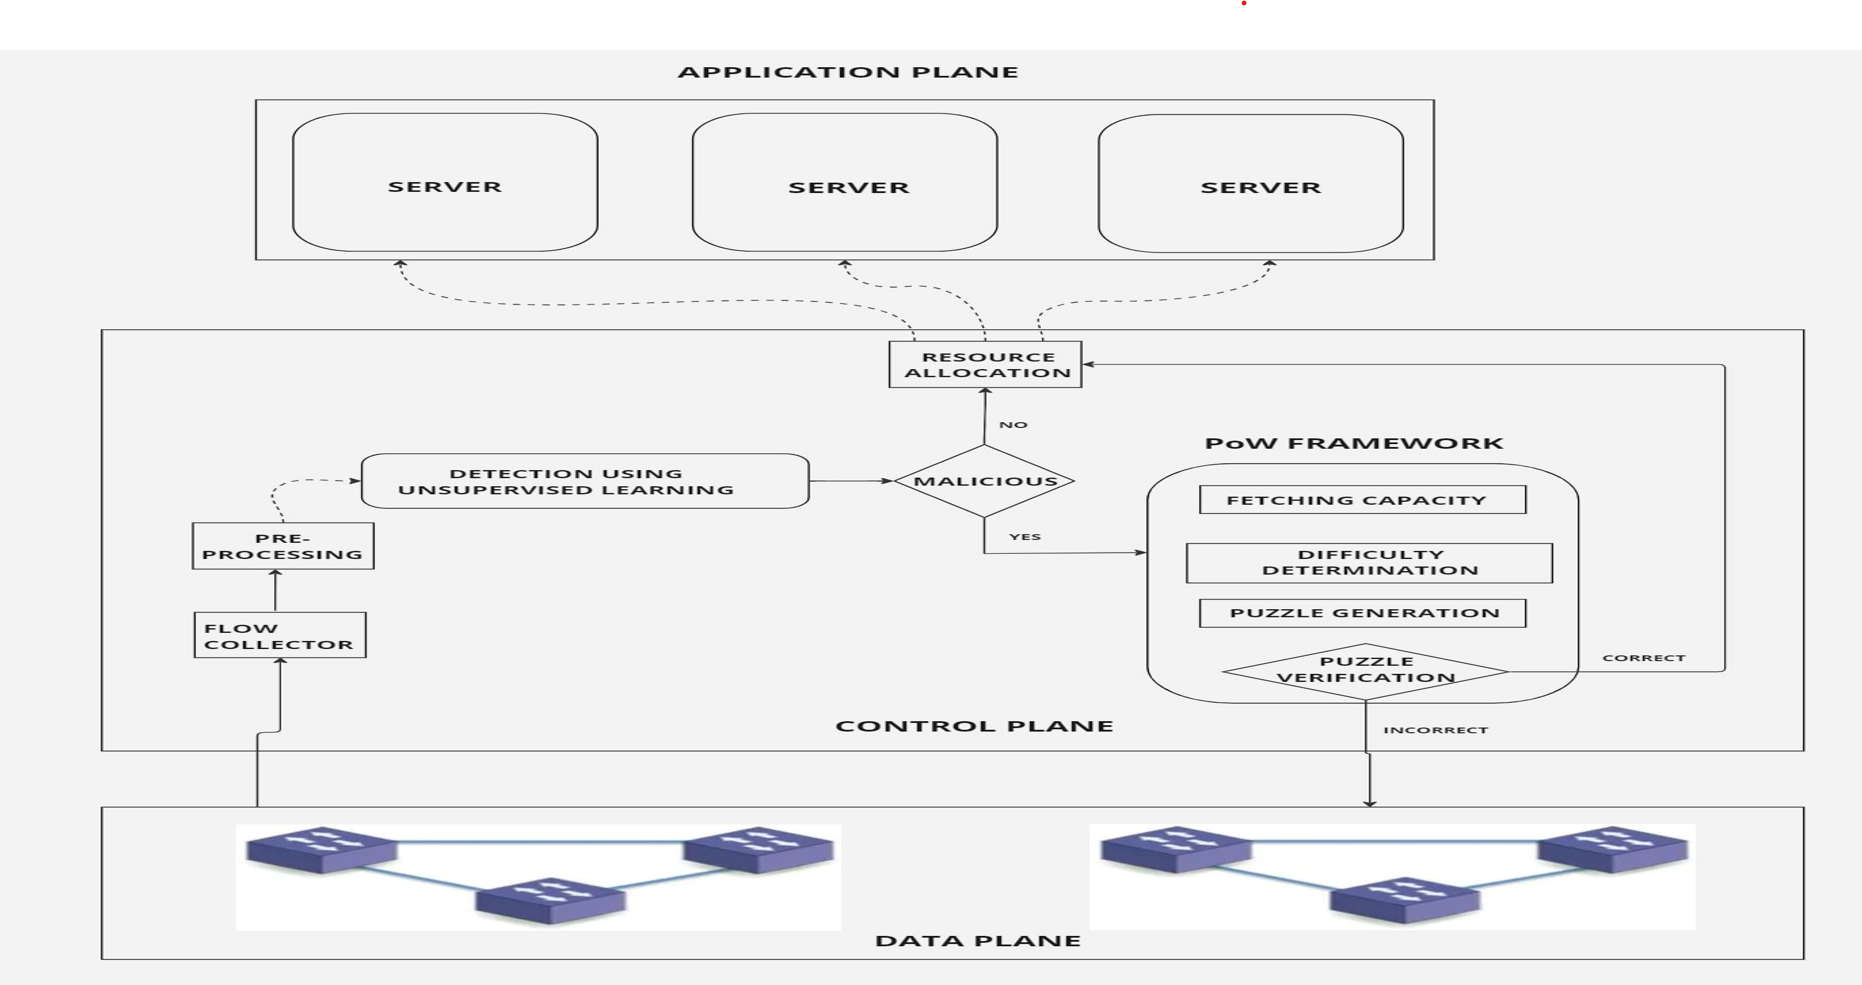 APPLICATION PLANE
SERVER
SERVER
SERVER
RESOURCE
ALLOCATION
NO
PoW FRAMEWORK
DETECTION USING
UNSUPERVISED LEARNING
MALICIOUS
FETCHING CAPACITY
PRE-
PROCESSING
YES
DIFFICULTY
DETERMINATION
PUZZLE GENERATION
FLOW
COLLECTOR
PUZZLE
VERIFICATION
CORRECT
CONTROL PLANE
INCORRECT
DATA PLANE